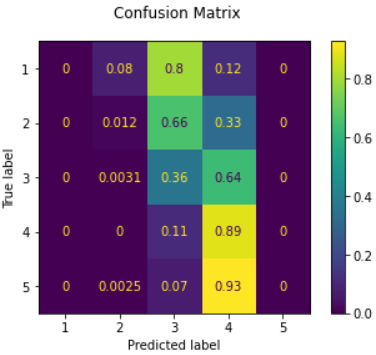 Confusion Matrix
1 0 0.08 0.8 0.12 0
2 0 0.012 0.66 0.33 0
3 0 0.0031 0.36 0.64 0
4 0 0 0.11 0.89 0
5 0 0.0025 0.07 0.93 0
1 2 3 4 5
Predicted label
True label
0.8
0.6
0.4
0.2
0.0